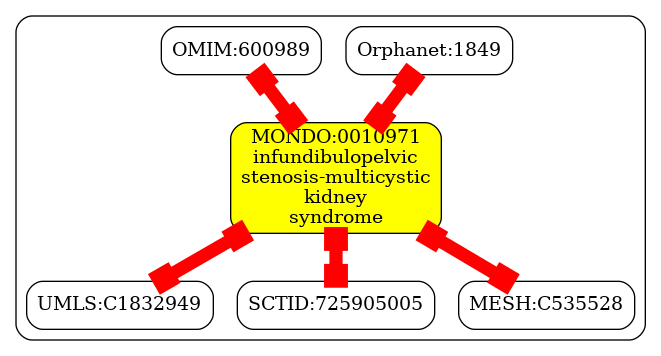 OMIM:600989
Orphanet:1849
MONDO:0010971
infundibulopelvic
stenosis-multicystic
kidney
syndrome
UMLS:C1832949
SCTID:725905005
MESH:C535528